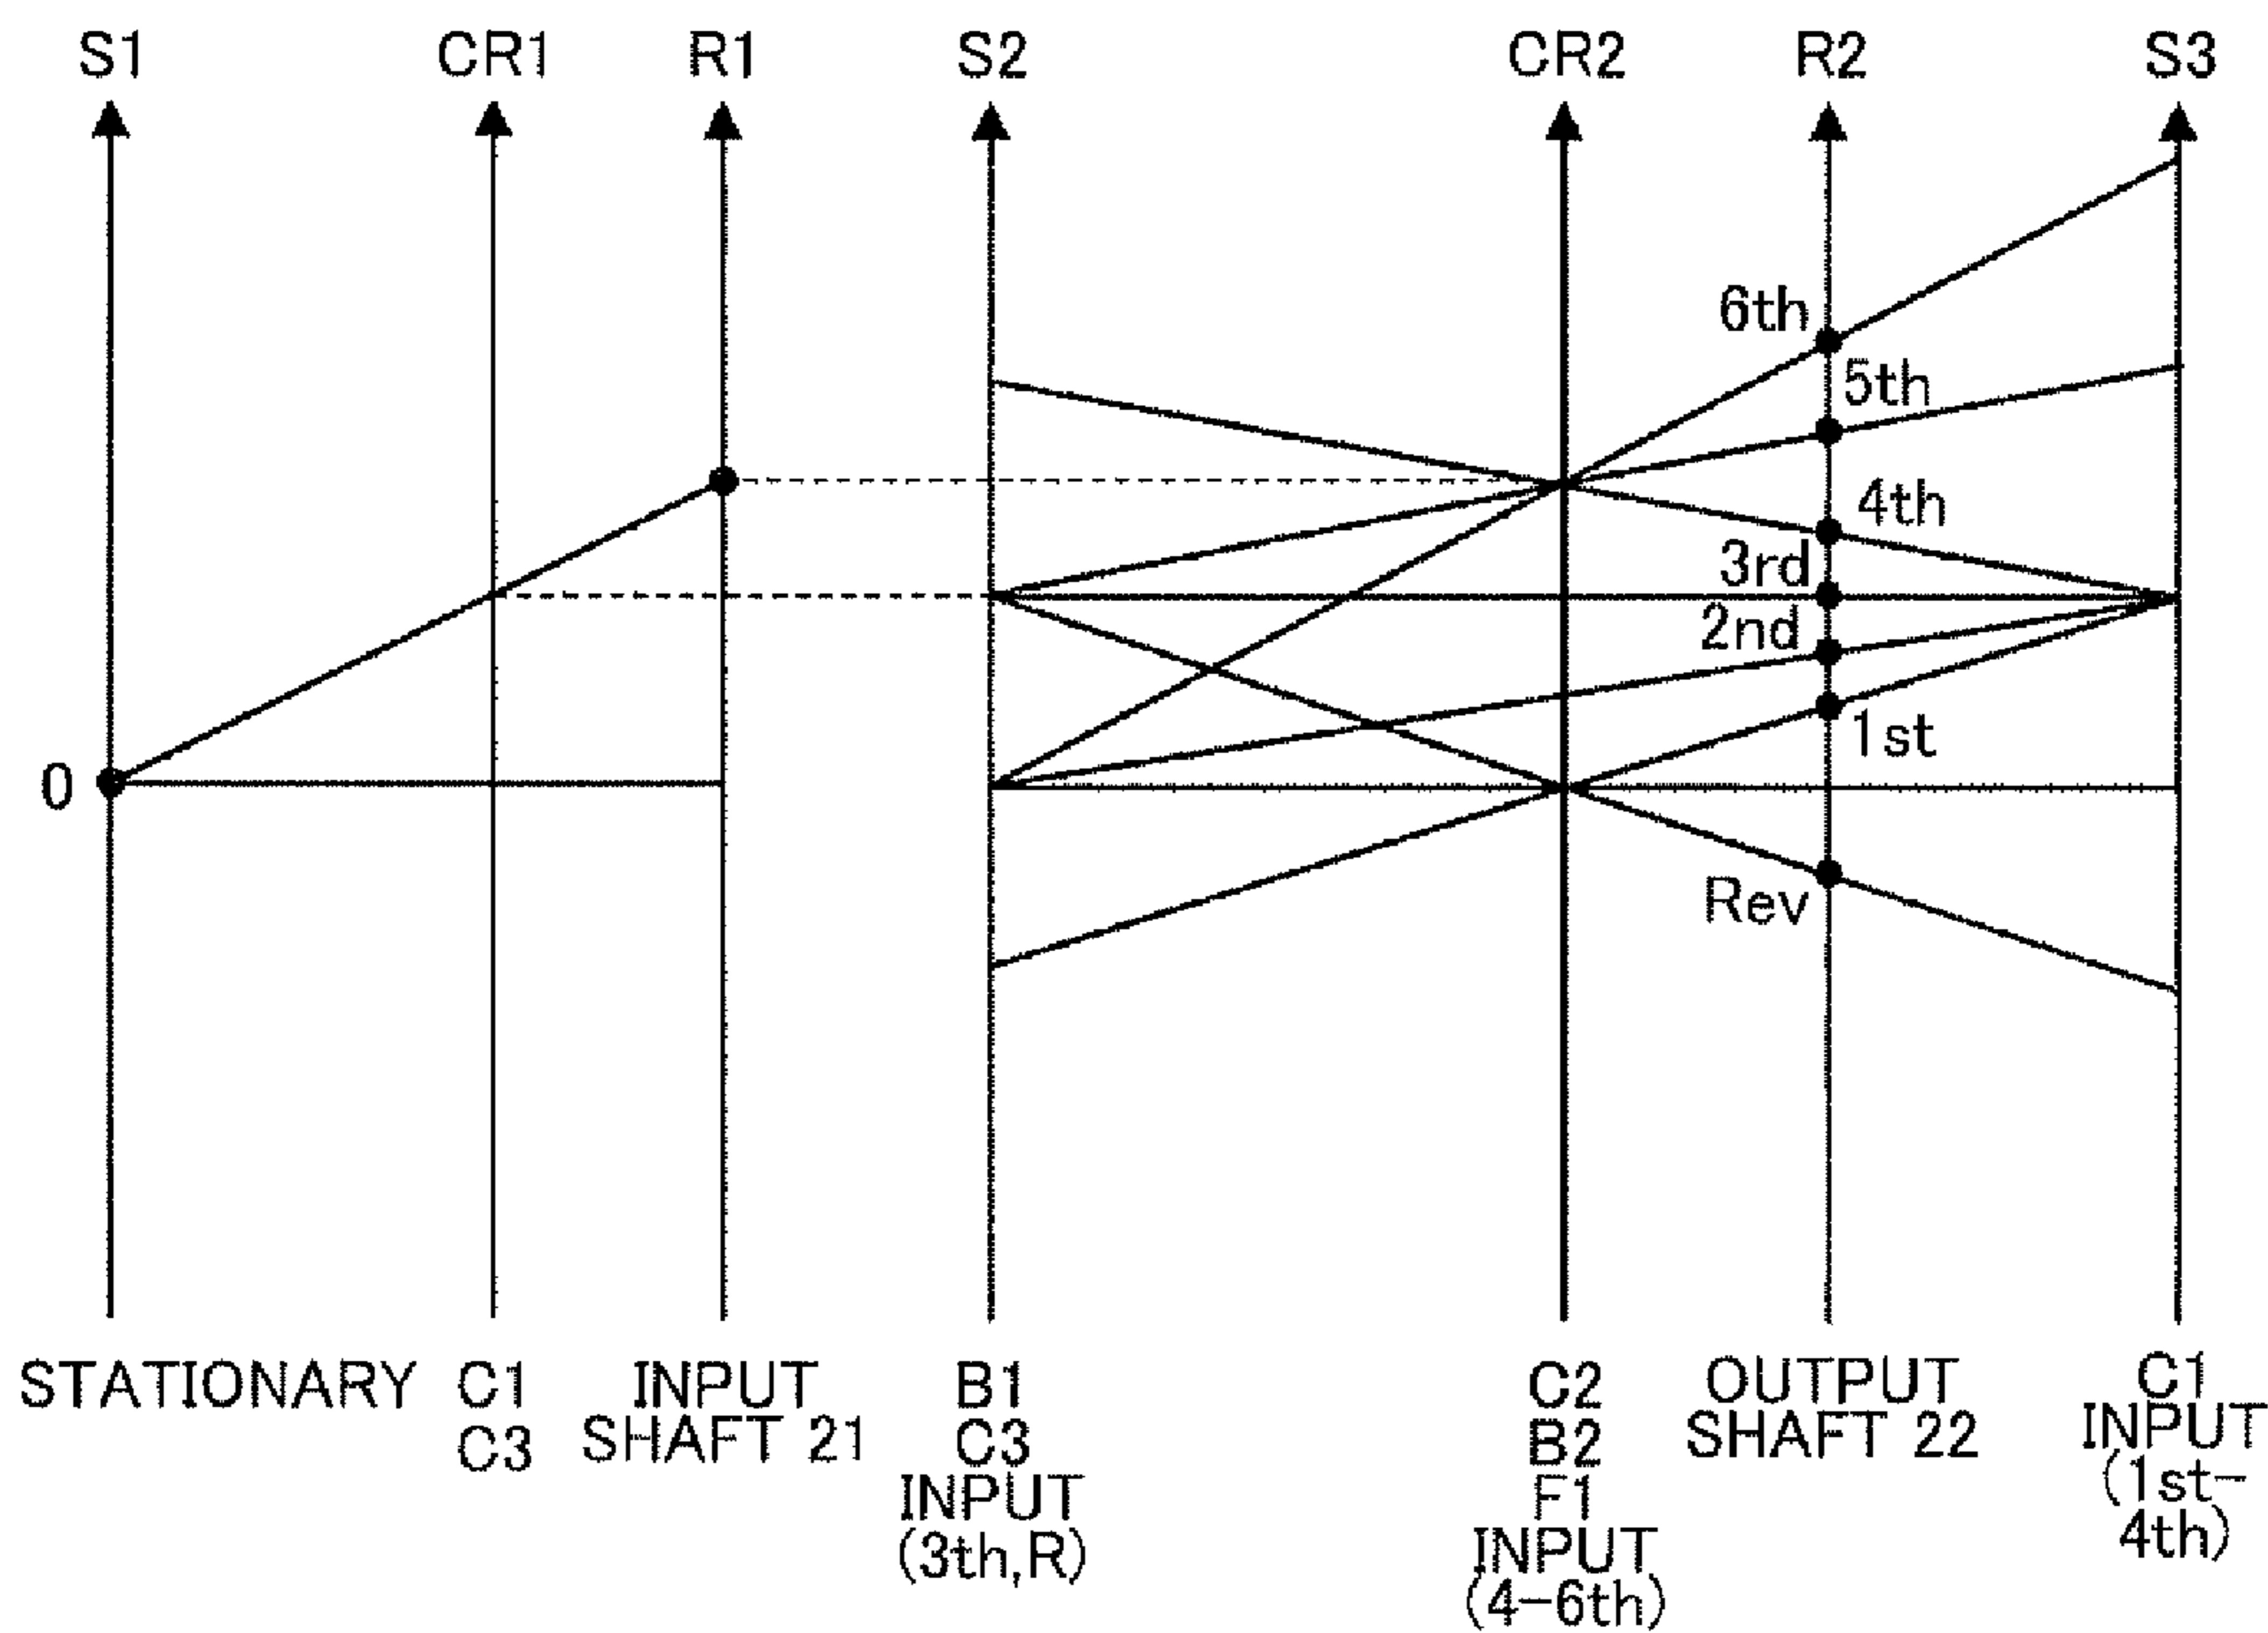 S1 CR1 R1 S2 CR2 R2 S3
6th
5th
4th
3rd
2nd
1st
0
Rev
STATIONARY
C1
C3
INPUT
SHAFT 21
B1
C3
INPUT
(3th,R)
C2
B2
F1
INPUT
(4-6th)
OUTPUT
SHAFT 22
C1
INPUT
(1st-
4th)